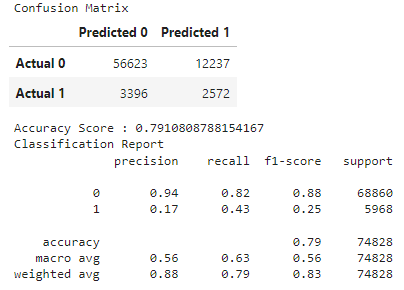 Confusion Matrix
Predicted 0 Predicted 1
Actual 0 56623 12237
Actual 1 3396 2572
Accuracy Score : 0.7910808788154167
Classification Report
precision recall f1-score support
0 0.94 0.82 0.88 68860
1 0.17 0.43 0.25 5968
accuracy 0.79 74828
macro avg 0.56 0.63 0.56 74828
weighted avg 0.88 0.79 0.83 74828